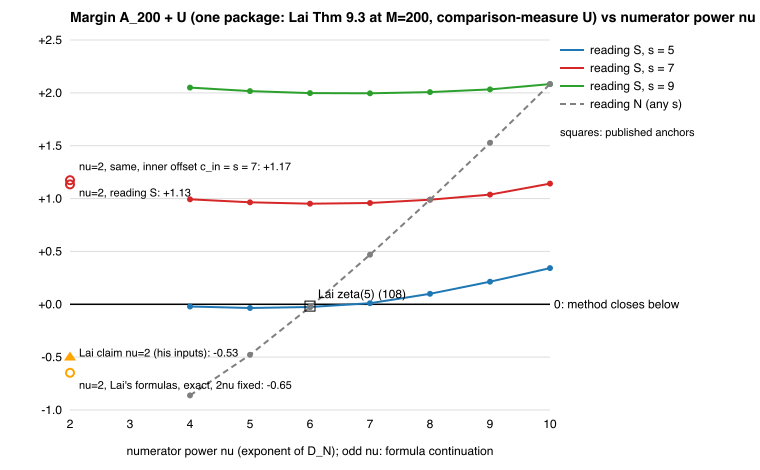 Margin A_200 + U (one package: Lai Thm 9.3 at M=200, comparison-measure U) vs numerator power nu
+2.5
+2.0
+1.5
+1.0
+0.5
+0.0
-0.5
-1.0
reading S, s = 5
reading S, s = 7
reading S, s = 9
reading N (any s)
squares: published anchors
nu=2, same, inner offset c_in = s = 7: +1.17
nu=2, reading S: +1.13
Lai zeta(5) (108)
0: method closes below
Lai claim nu=2 (his inputs): -0.53
nu=2, Lai's formulas, exact, 2nu fixed: -0.65
2 3 4 5 6 7 8 9 10
numerator power nu (exponent of D_N); odd nu: formula continuation